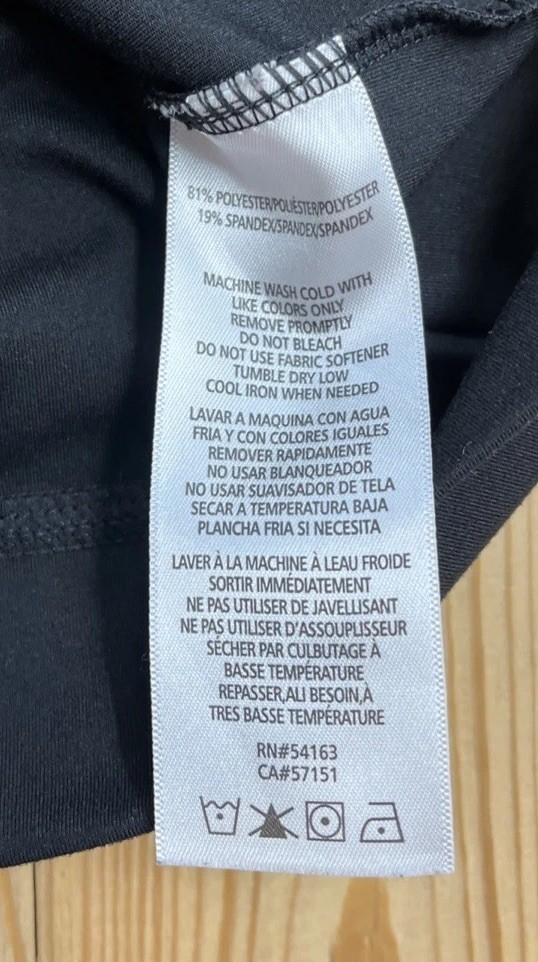 81% POLYESTER/POLIÉSTER/POLYESTER
19% SPANDEX/SPANDEX/SPANDEX
MACHINE WASH COLD WITH
LIKE COLORS ONLY
REMOVE PROMPTLY
DO NOT BLEACH
DO NOT USE FABRIC SOFTENER
TUMBLE DRY LOW
COOL IRON WHEN NEEDED
LAVAR A MAQUINA CON AGUA
FRIA Y CON COLORES IGUALES
REMOVER RAPIDAMENTE
NO USAR BLANQUEADOR
NO USAR SUAVISADOR DE TELA
SECAR A TEMPERATURA BAJA
PLANCHA FRIA SI NECESITA
LAVER À LA MACHINE À LEAU FROIDE
SORTIR IMMÉDIATEMENT
NE PAS UTILISER DE JAVELLISANT
NE PAS UTILISER D'ASSOUPLISSEUR
SÉCHER PAR CULBUTAGE À
BASSE TEMPÉRATURE
REPASSER,ALI BESOIN,À
TRES BASSE TEMPÉRATURE
RN#54163
CA#57151